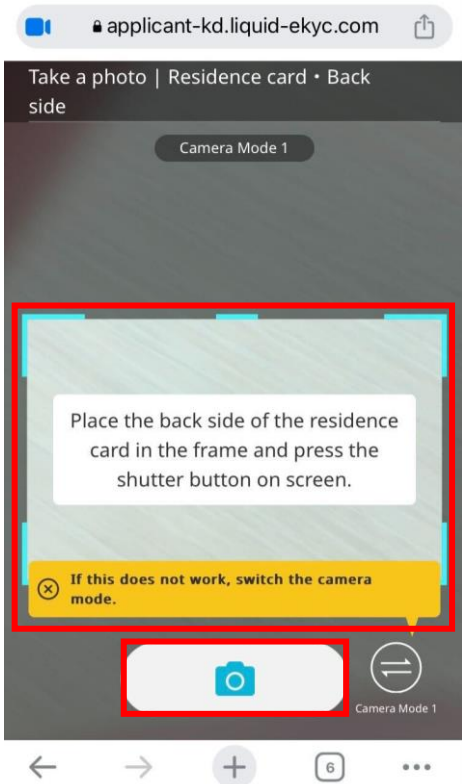 applicant-kd.liquid-ekyc.com
Take a photo | Residence card・Back
side
Camera Mode 1
Place the back side of the residence
card in the frame and press the
shutter button on screen.
If this does not work, switch the camera
mode.
Camera Mode 1
6